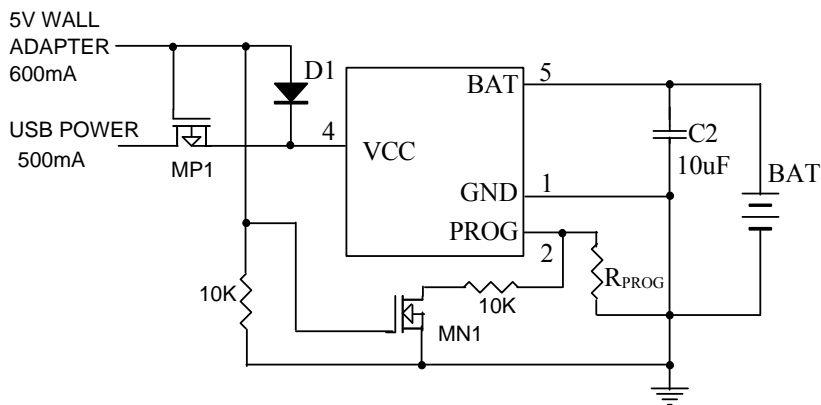 5V WALL
ADAPTER
600mA
D1
USB POWER
500mA
MP1
4
VCC
BAT
5
GND
1
PROG
2
C2
10uF
BAT
RPROG
10K
10K
MN1